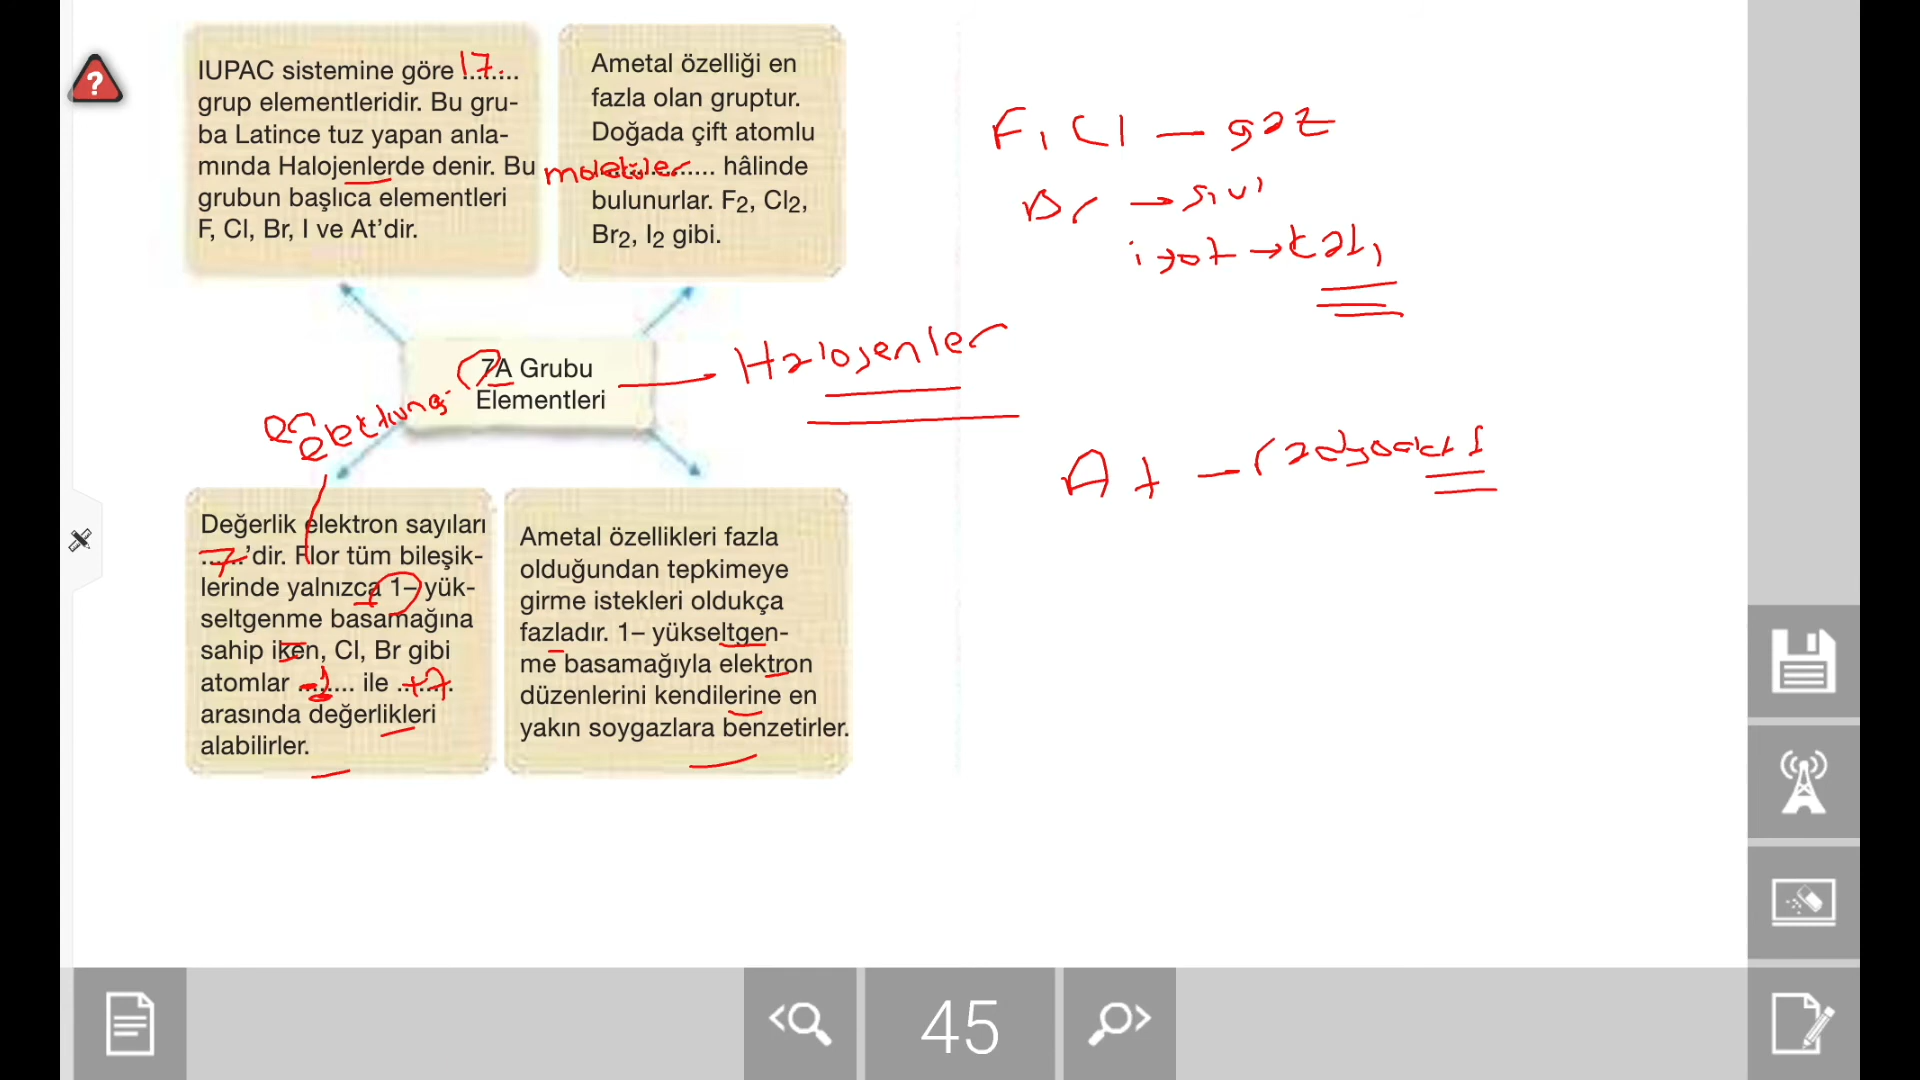 IUPAC sistemine göre 17........
grup elementleridir. Bu gru-
ba Latince tuz yapan anla-
mında Halojenlerde denir. Bu
grubun başlıca elementleri
F, Cl, Br, I ve At’dir.
Ametal özelliği en
fazla olan gruptur.
Doğada çift atomlu
moleküler................ hâlinde
bulunurlar. F2, Cl2,
Br2, I2 gibi.
F, Cl — gaz
Br → sıvı
iyot → katı
7A Grubu
Elementleri
Halojenler
en elektroneg.
At — radyoaktif
Değerlik elektron sayıları
7......’dir. Flor tüm bileşik-
lerinde yalnızca 1– yük-
seltgenme basamağına
sahip iken, Cl, Br gibi
atomlar -1........ ile +7........
arasında değerlikleri
alabilirler.
Ametal özellikleri fazla
olduğundan tepkimeye
girme istekleri oldukça
fazladır. 1– yükseltgen-
me basamağıyla elektron
düzenlerini kendilerine en
yakın soygazlara benzetirler.
45